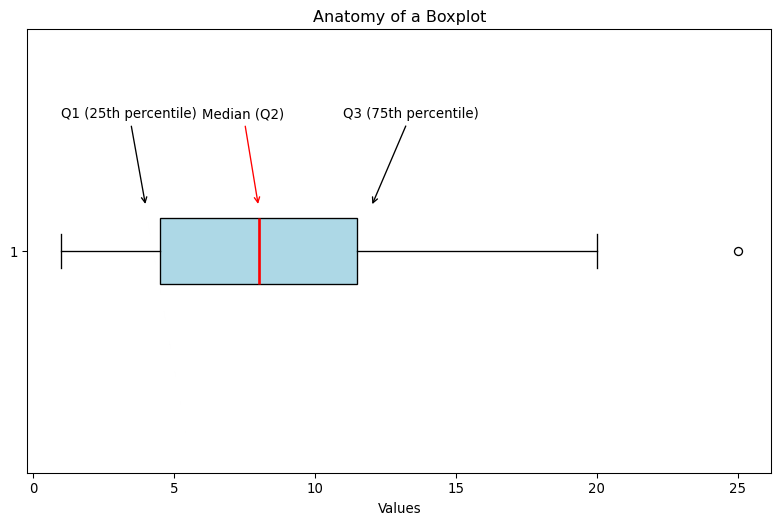 Anatomy of a Boxplot
Q1 (25th percentile)
Median (Q2)
Q3 (75th percentile)
1
0 5 10 15 20 25
Values